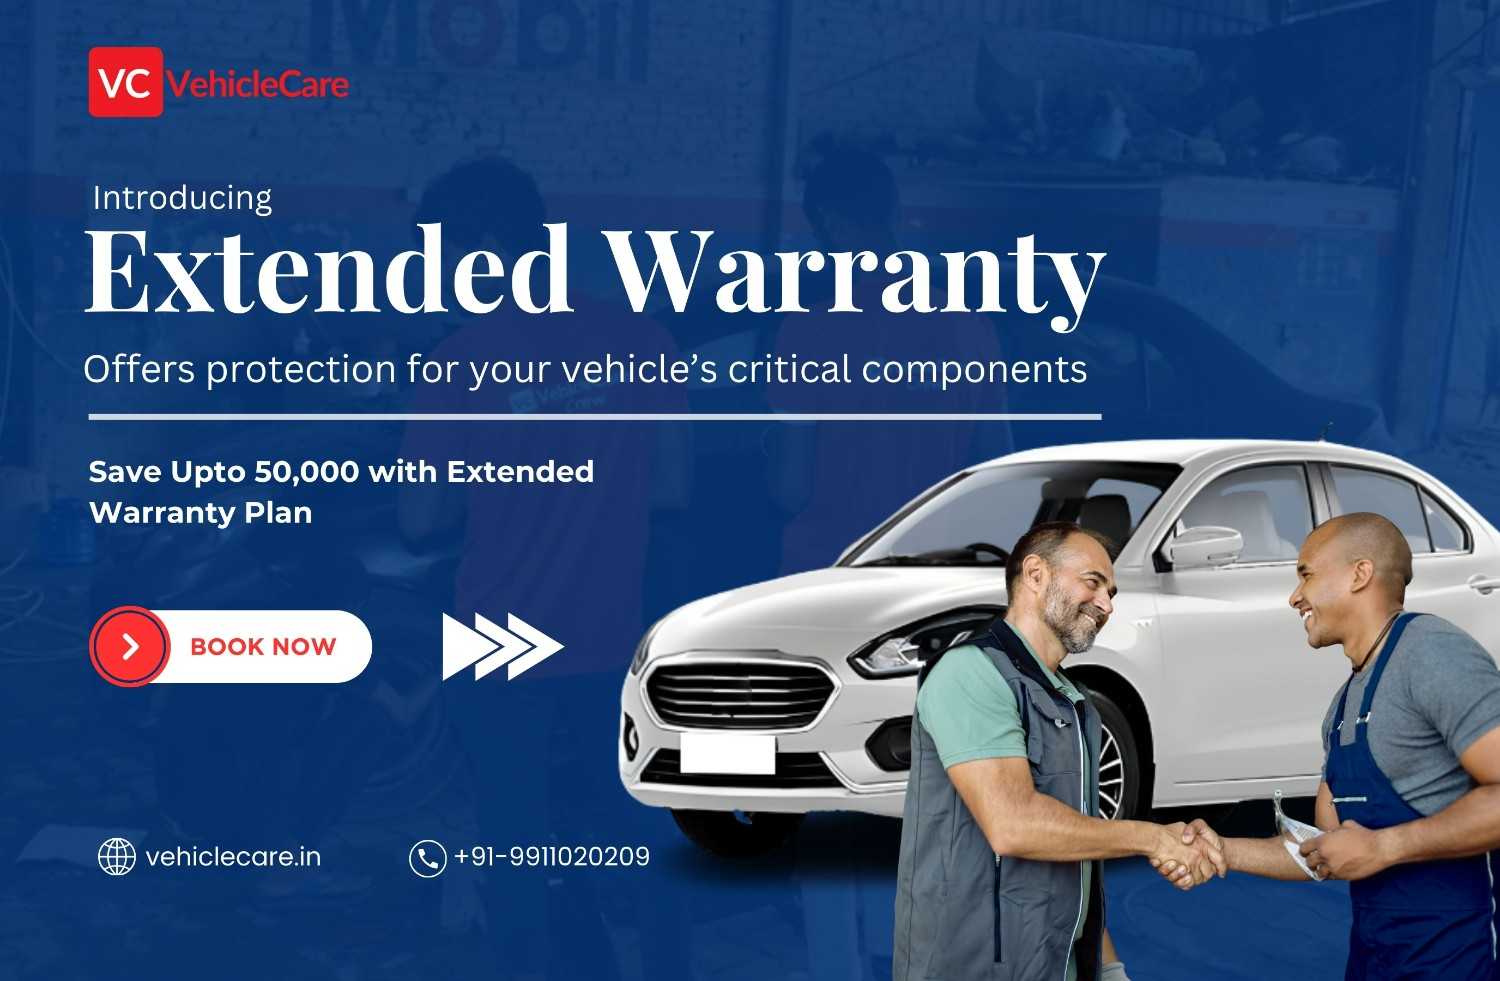 Mobil
VC VehicleCare
Introducing
Extended Warranty
Offers protection for your vehicle's critical components
Save Upto 50,000 with Extended
Warranty Plan
BOOK NOW
vehiclecare.in
+91-9911020209